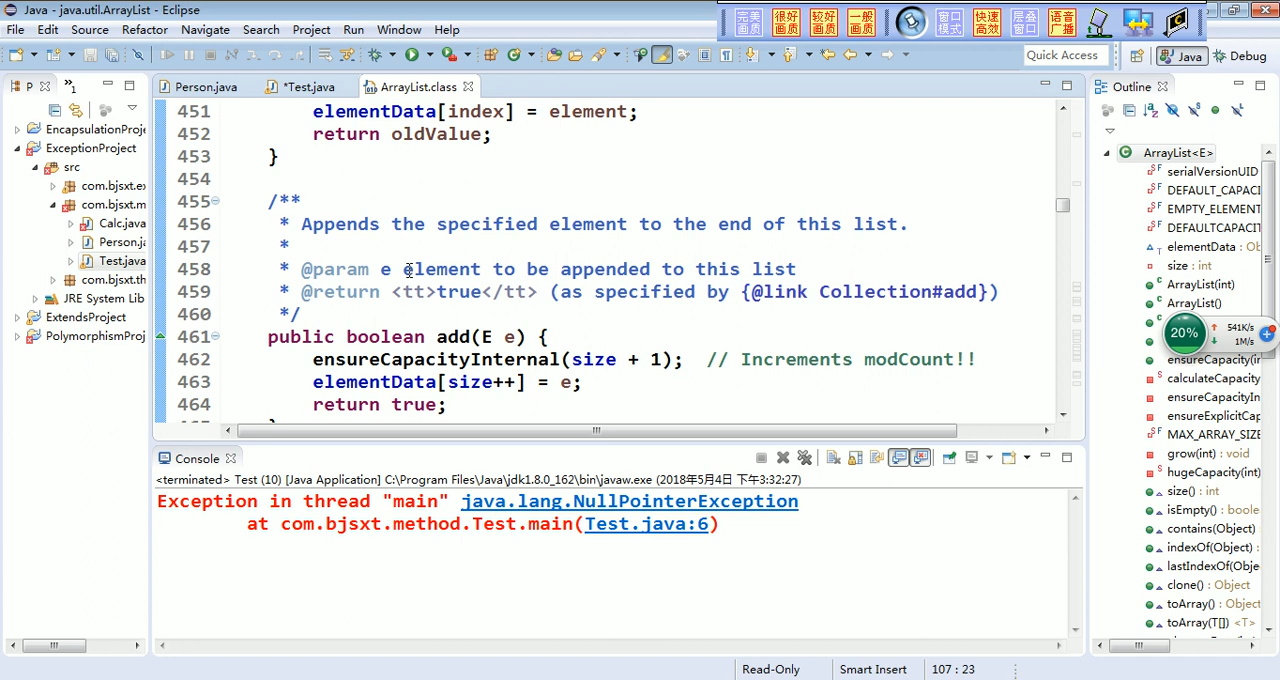 Java - java.util.ArrayList - Eclipse
完美画质 很好画质 较好画质 一般画质 窗口模式 快速高效 层叠窗口 语音广播
File Edit Source Refactor Navigate Search Project Run Window Help
Quick Access Java Debug
P
1
Person.java *Test.java ArrayList.class
Outline
EncapsulationProje
ExceptionProject
src
com.bjsxt.ex
com.bjsxt.m
Calc.java
Person.ja
Test.java
com.bjsxt.th
JRE System Lib
ExtendsProject
PolymorphismProj
451 elementData[index] = element;
452 return oldValue;
453 }
454
455 /**
456 * Appends the specified element to the end of this list.
457 *
458 * @param e element to be appended to this list
459 * @return <tt>true</tt> (as specified by {@link Collection#add})
460 */
461 public boolean add(E e) {
462 ensureCapacityInternal(size + 1); // Increments modCount!!
463 elementData[size++] = e;
464 return true;
ArrayList<E>
serialVersionUID
DEFAULT_CAPACI
EMPTY_ELEMENT
DEFAULTCAPACI
elementData : Ob
size : int
ArrayList(int)
ArrayList()
20% 541K/s
1M/s
ensureCapacity(in
calculateCapacity
ensureCapacityIn
ensureExplicitCap
MAX_ARRAY_SIZE
grow(int) : void
hugeCapacity(int)
size() : int
isEmpty() : boole
contains(Object)
indexOf(Object) :
lastIndexOf(Obje
clone() : Object
toArray() : Object
toArray(T[]) <T>
Console
<terminated> Test (10) [Java Application] C:\Program Files\Java\jdk1.8.0_162\bin\javaw.exe (2018年5月4日 下午3:32:27)
Exception in thread "main" java.lang.NullPointerException
at com.bjsxt.method.Test.main(Test.java:6)
Read-Only Smart Insert 107 : 23